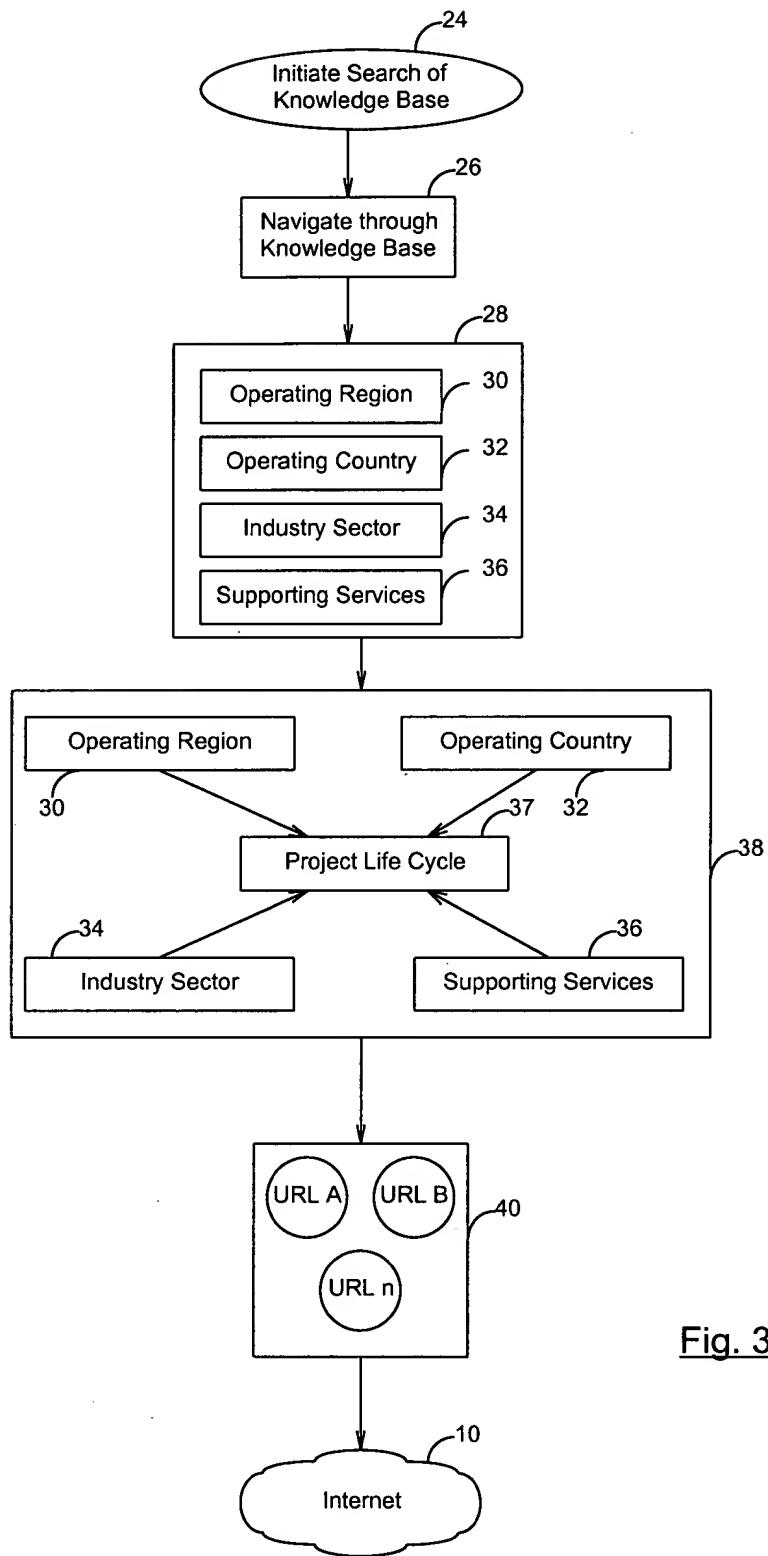 24
Initiate Search of
Knowledge Base
26
Navigate through
Knowledge Base
28
Operating Region
30
Operating Country
32
Industry Sector
34
Supporting Services
36
Operating Region
30
Operating Country
32
37
Project Life Cycle
38
34
Industry Sector
36
Supporting Services
URL A
URL B
40
URL n
Fig. 3
10
Internet